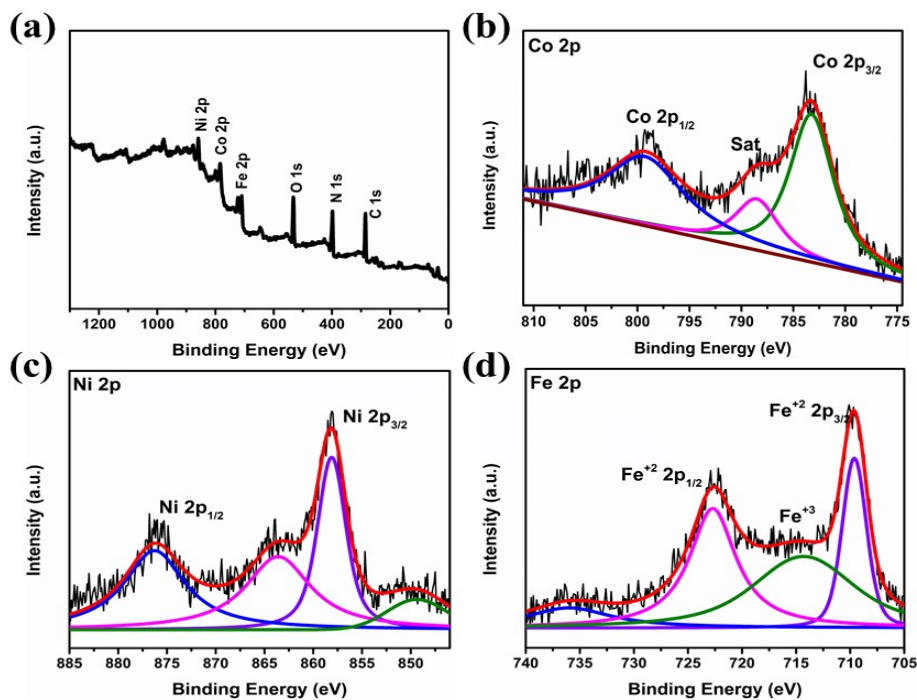 (a)
Intensity (a.u.)
Ni 2p
Co 2p
Fe 2p
O 1s
N 1s
C 1s
1200 1000 800 600 400 200 0
Binding Energy (eV)
(b)
Co 2p
Intensity (a.u.)
Co 2p1/2
Sat
Co 2p3/2
810 805 800 795 790 785 780 775
Binding Energy (eV)
(c)
Ni 2p
Intensity (a.u.)
Ni 2p1/2
Ni 2p3/2
885 880 875 870 865 860 855 850
Binding Energy (eV)
(d)
Fe 2p
Intensity (a.u.)
Fe+2 2p1/2
Fe+3
Fe+2 2p3/2
740 735 730 725 720 715 710 705
Binding Energy (eV)